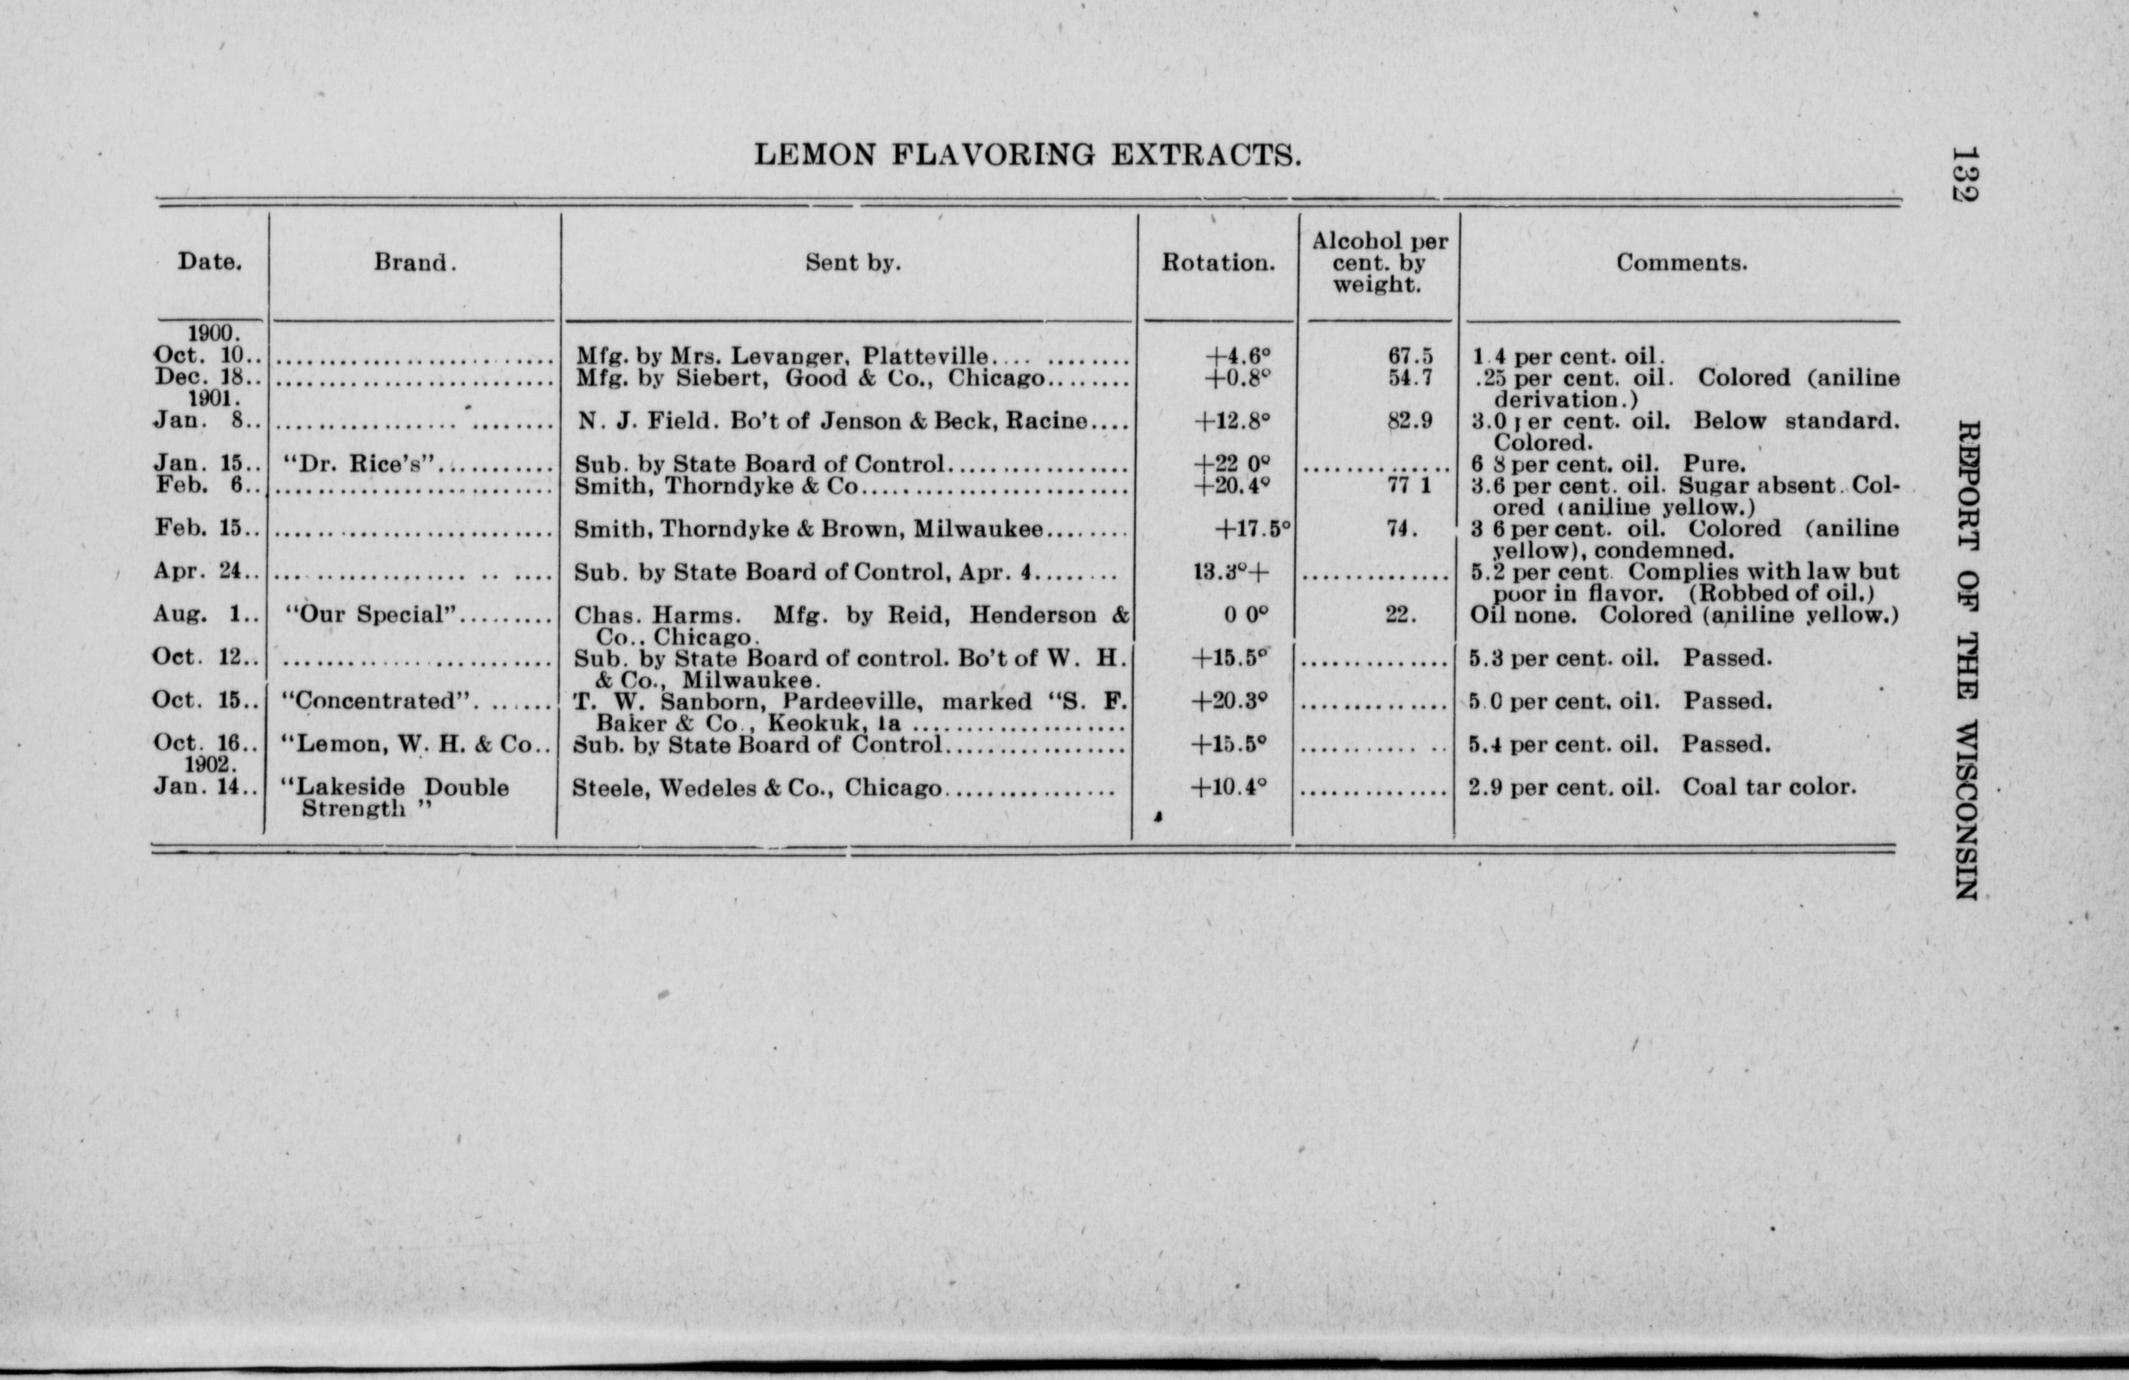 132
REPORT OF THE WISCONSIN
LEMON FLAVORING EXTRACTS.
Date. Brand. Sent by. Rotation. Alcohol per cent. by weight. Comments.
1900.
Oct. 10.. .......................... Mfg. by Mrs. Levanger, Platteville.... ......... +4.6° 67.5 1.4 per cent. oil.
Dec. 18.. .......................... Mfg. by Siebert, Good & Co., Chicago......... +0.8° 54.7 .25 per cent. oil. Colored (aniline
derivation.)
1901.
Jan. 8.. .......................... N. J. Field. Bo't of Jenson & Beck, Racine.... +12.8° 82.9 3.0 per cent. oil. Below standard.
Colored.
Jan. 15.. "Dr. Rice's"............ Sub. by State Board of Control.................... +22 0° .............. 6 8 per cent. oil. Pure.
Feb. 6.. .......................... Smith, Thorndyke & Co............................. +20.4° 77 1 3.6 per cent. oil. Sugar absent. Col-
ored (aniline yellow.)
Feb. 15.. .......................... Smith, Thorndyke & Brown, Milwaukee......... +17.5° 74. 3 6 per cent. oil. Colored (aniline
yellow), condemned.
Apr. 24.. .......................... Sub. by State Board of Control, Apr. 4......... 13.3°+ .............. 5.2 per cent. Complies with law but
poor in flavor. (Robbed of oil.)
Aug. 1.. "Our Special"......... Chas. Harms. Mfg. by Reid, Henderson & 0 0° 22. Oil none. Colored (aniline yellow.)
Co., Chicago.
Oct. 12.. .......................... Sub. by State Board of control. Bo't of W. H. +15.5° .............. 5.3 per cent. oil. Passed.
& Co., Milwaukee.
Oct. 15.. "Concentrated"........ T. W. Sanborn, Pardeeville, marked "S. F. +20.3° .............. 5.0 per cent. oil. Passed.
Baker & Co., Keokuk, Ia .......................
Oct. 16.. "Lemon, W. H. & Co.. Sub. by State Board of Control.................... +15.5° .............. 5.4 per cent. oil. Passed.
1902.
Jan. 14.. "Lakeside Double Steele, Wedeles & Co., Chicago................... +10.4° .............. 2.9 per cent. oil. Coal tar color.
Strength "